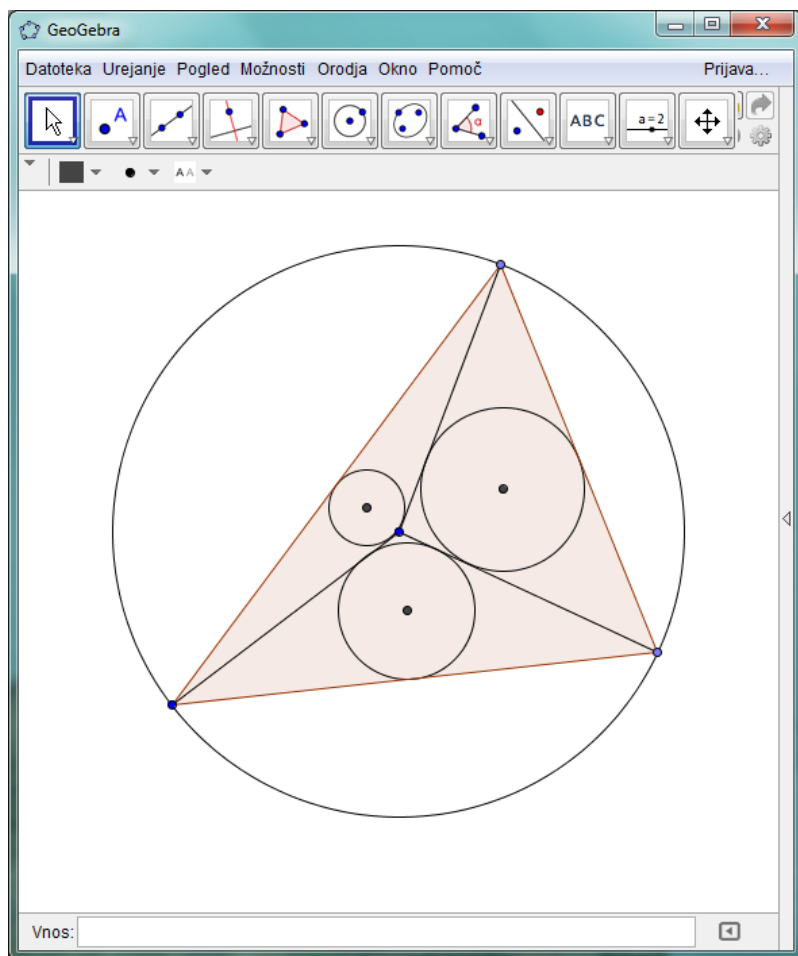 GeoGebra
Datoteka Urejanje Pogled Možnosti Orodja Okno Pomoč Prijava...
A α ABC a=2
A A
Vnos: